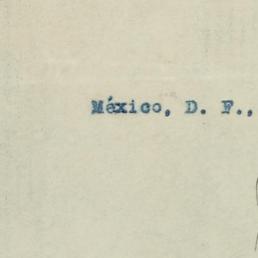 México, D. F.,